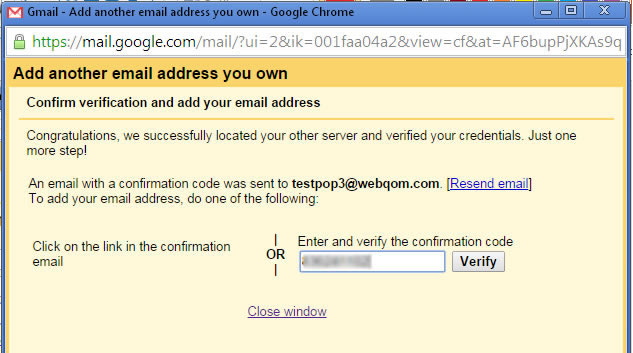 Gmail - Add another email address you own - Google Chrome
https://mail.google.com/mail/?ui=2&ik=001faa04a2&view=cf&at=AF6bupPjXKAs9q
Add another email address you own
Confirm verification and add your email address
Congratulations, we successfully located your other server and verified your credentials. Just one
more step!
An email with a confirmation code was sent to testpop3@webqom.com. [Resend email]
To add your email address, do one of the following:
Click on the link in the confirmation
email
|
OR
|
Enter and verify the confirmation code
Verify
Close window